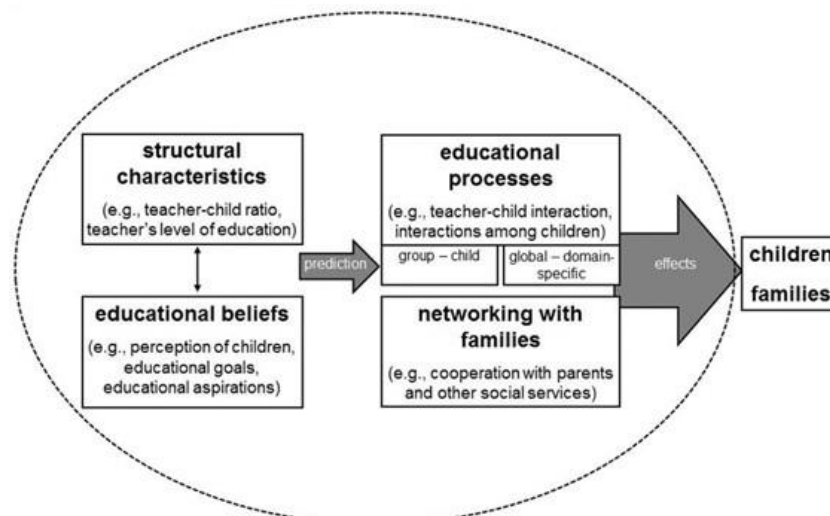 structural
characteristics
(e.g., teacher-child ratio,
teacher's level of education)
educational beliefs
(e.g., perception of children,
educational goals,
educational aspirations)
prediction
educational
processes
(e.g., teacher-child interaction,
interactions among children)
group – child
global – domain-
specific
networking with
families
(e.g., cooperation with parents
and other social services)
effects
children
families